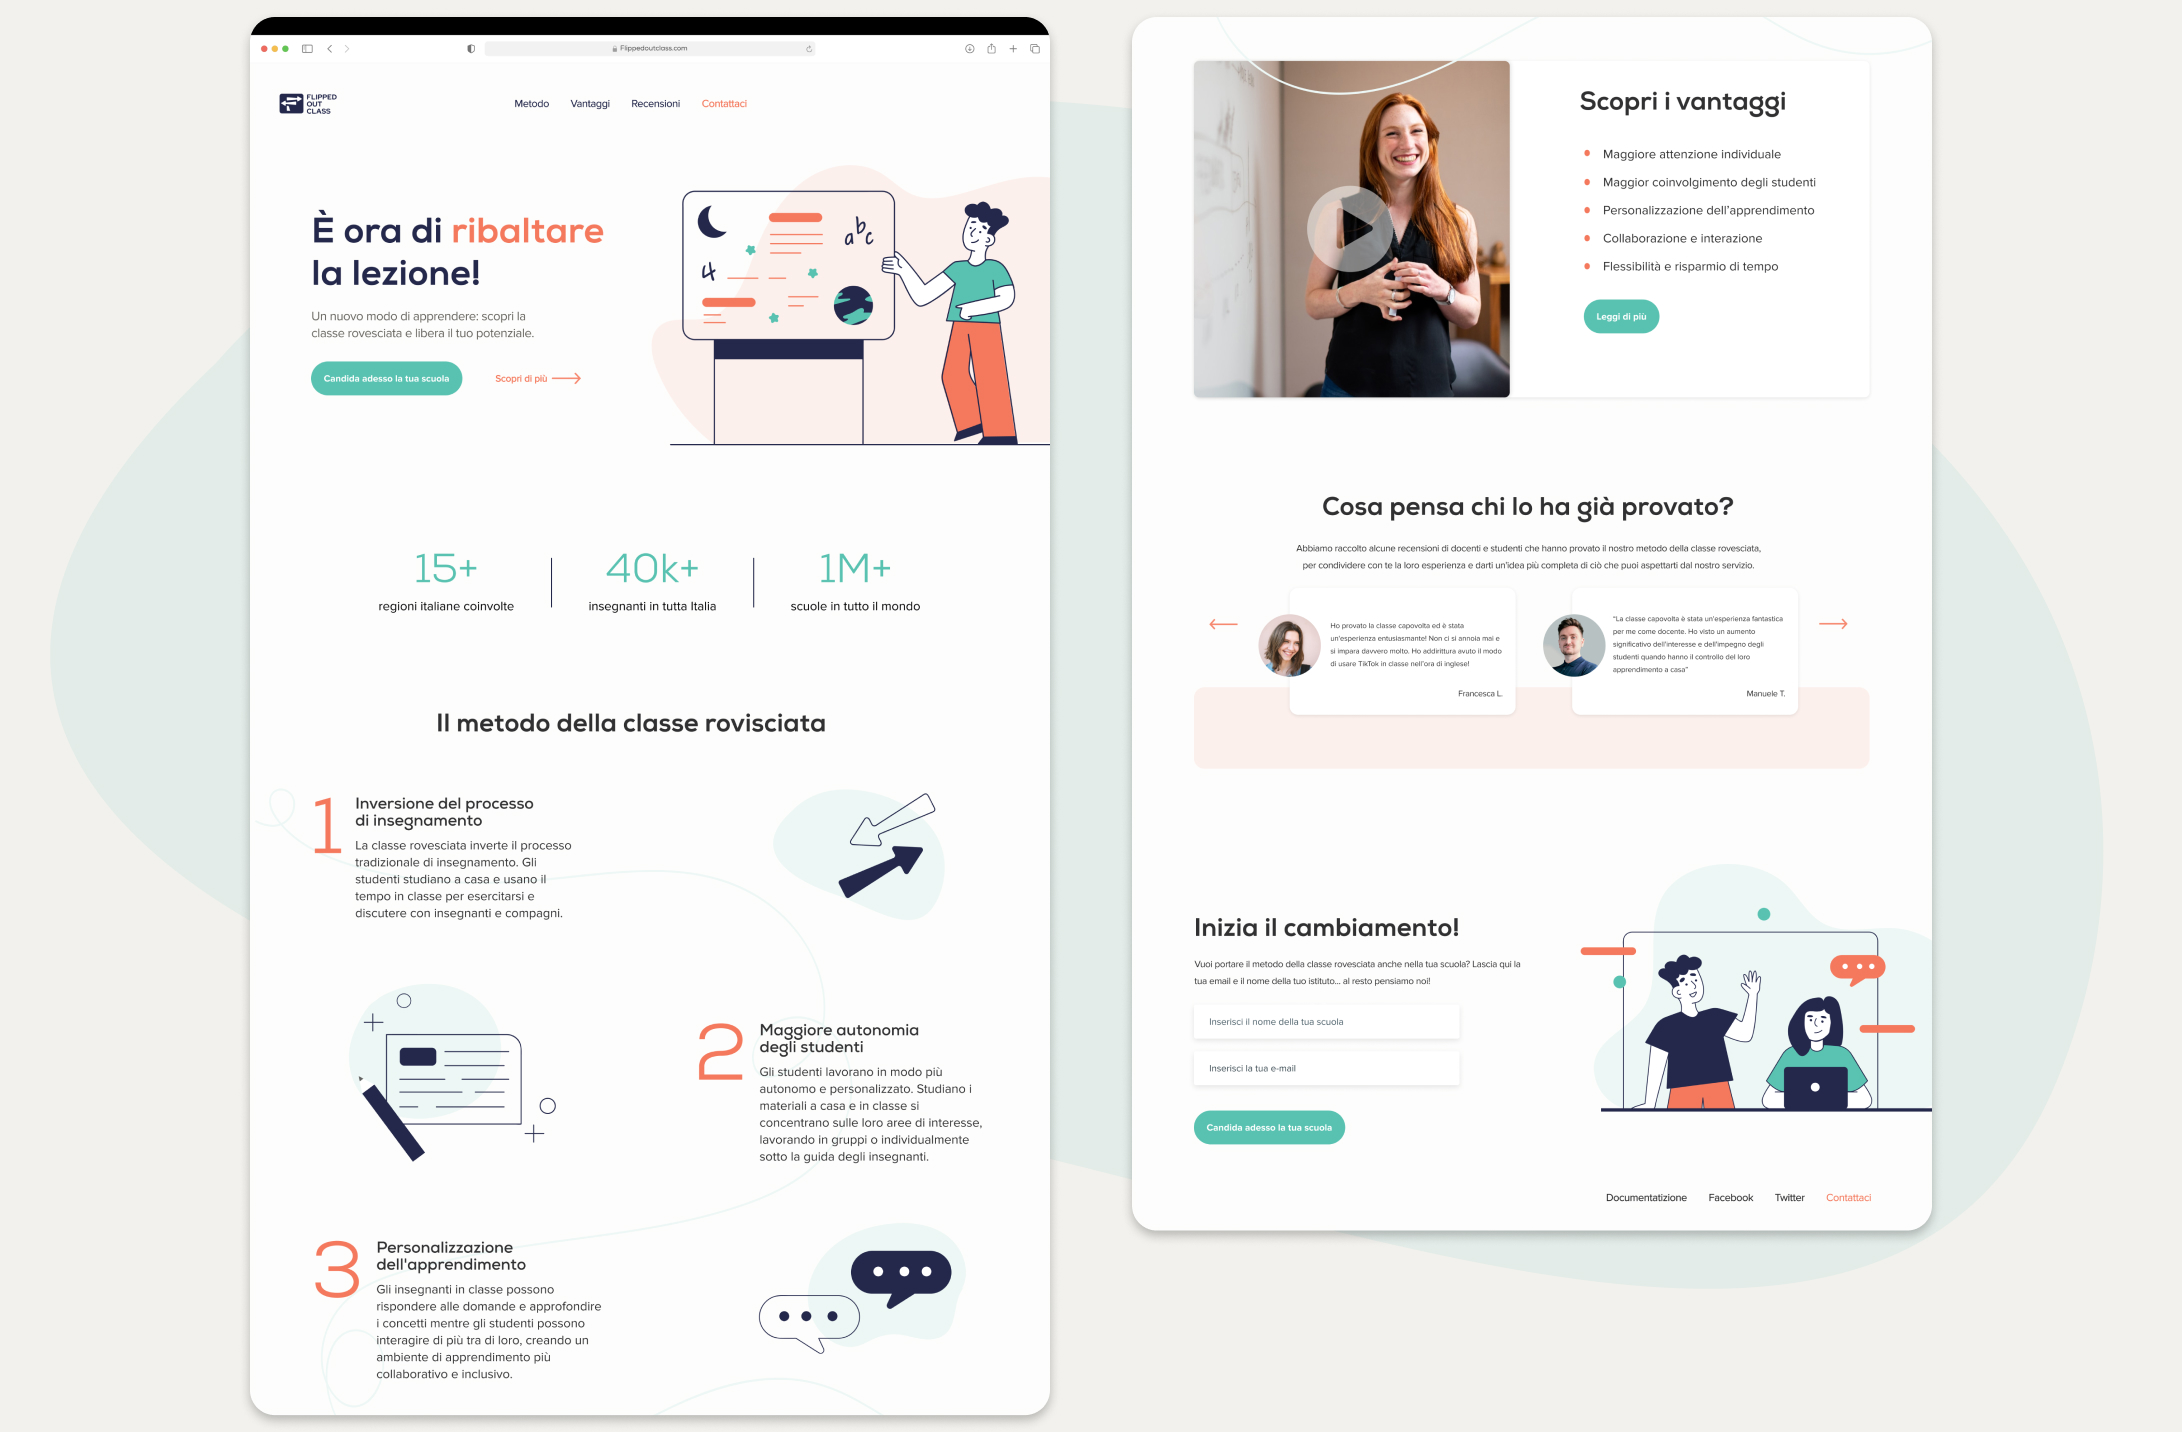 Flippedoutclass.com
FLIPPED
OUT
CLASS
Metodo Vantaggi Recensioni Contattaci
È ora di ribaltare
la lezione!
Un nuovo modo di apprendere: scopri la
classe rovesciata e libera il tuo potenziale.
Candida adesso la tua scuola Scopri di più
abc
4
15+ 40k+ 1M+
regioni italiane coinvolte insegnanti in tutta Italia scuole in tutto il mondo
Il metodo della classe rovisciata
1
Inversione del processo
di insegnamento
La classe rovesciata inverte il processo
tradizionale di insegnamento. Gli
studenti studiano a casa e usano il
tempo in classe per esercitarsi e
discutere con insegnanti e compagni.
2
Maggiore autonomia
degli studenti
Gli studenti lavorano in modo più
autonomo e personalizzato. Studiano i
materiali a casa e in classe si
concentrano sulle loro aree di interesse,
lavorando in gruppi o individualmente
sotto la guida degli insegnanti.
3
Personalizzazione
dell'apprendimento
Gli insegnanti in classe possono
rispondere alle domande e approfondire
i concetti mentre gli studenti possono
interagire di più tra di loro, creando un
ambiente di apprendimento più
collaborativo e inclusivo.
Scopri i vantaggi
Maggiore attenzione individuale
Maggior coinvolgimento degli studenti
Personalizzazione dell'apprendimento
Collaborazione e interazione
Flessibilità e risparmio di tempo
Leggi di più
Cosa pensa chi lo ha già provato?
Abbiamo raccolto alcune recensioni di docenti e studenti che hanno provato il nostro metodo della classe rovesciata,
per condividere con te la loro esperienza e darti un'idea più completa di ciò che puoi aspettarti dal nostro servizio.
Ho provato la classe capovolta ed è stata
un'esperienza entusiasmante! Non ci si annoia mai e
si impara davvero molto. Ho addirittura avuto il modo
di usare TikTok in classe nell'ora di inglese!
Francesca L.
"La classe capovolta è stata un'esperienza fantastica
per me come docente. Ho visto un aumento
significativo dell'interesse e dell'impegno degli
studenti quando hanno il controllo del loro
apprendimento a casa"
Manuele T.
Inizia il cambiamento!
Vuoi portare il metodo della classe rovesciata anche nella tua scuola? Lascia qui la
tua email e il nome della tuo istituto... al resto pensiamo noi!
Inserisci il nome della tua scuola
Inserisci la tua e-mail
Candida adesso la tua scuola
Documentatizione Facebook Twitter Contattaci